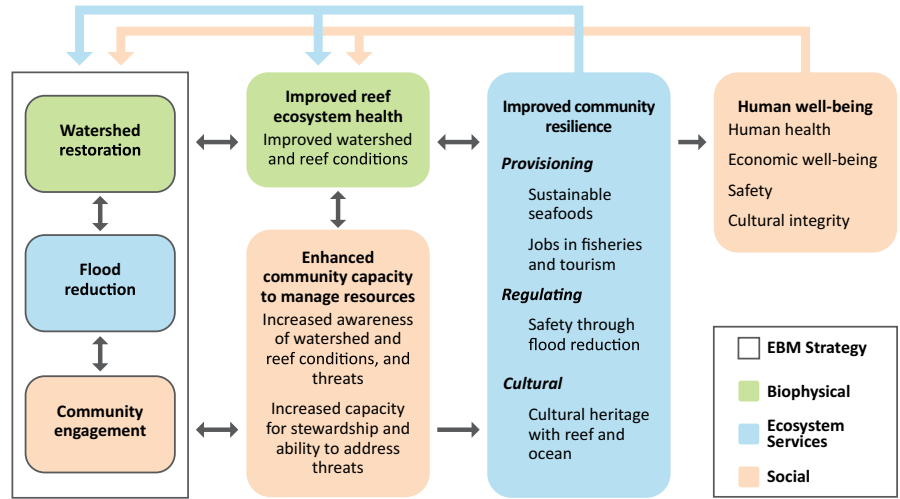 Watershed
restoration
Flood
reduction
Community
engagement
Improved reef
ecosystem health
Improved watershed
and reef conditions
Enhanced
community capacity
to manage resources
Increased awareness
of watershed and
reef conditions, and
threats
Increased capacity
for stewardship and
ability to address
threats
Improved community
resilience
Provisioning
Sustainable
seafoods
Jobs in fisheries
and tourism
Regulating
Safety through
flood reduction
Cultural
Cultural heritage
with reef and
ocean
Human well-being
Human health
Economic well-being
Safety
Cultural integrity
EBM Strategy
Biophysical
Ecosystem
Services
Social